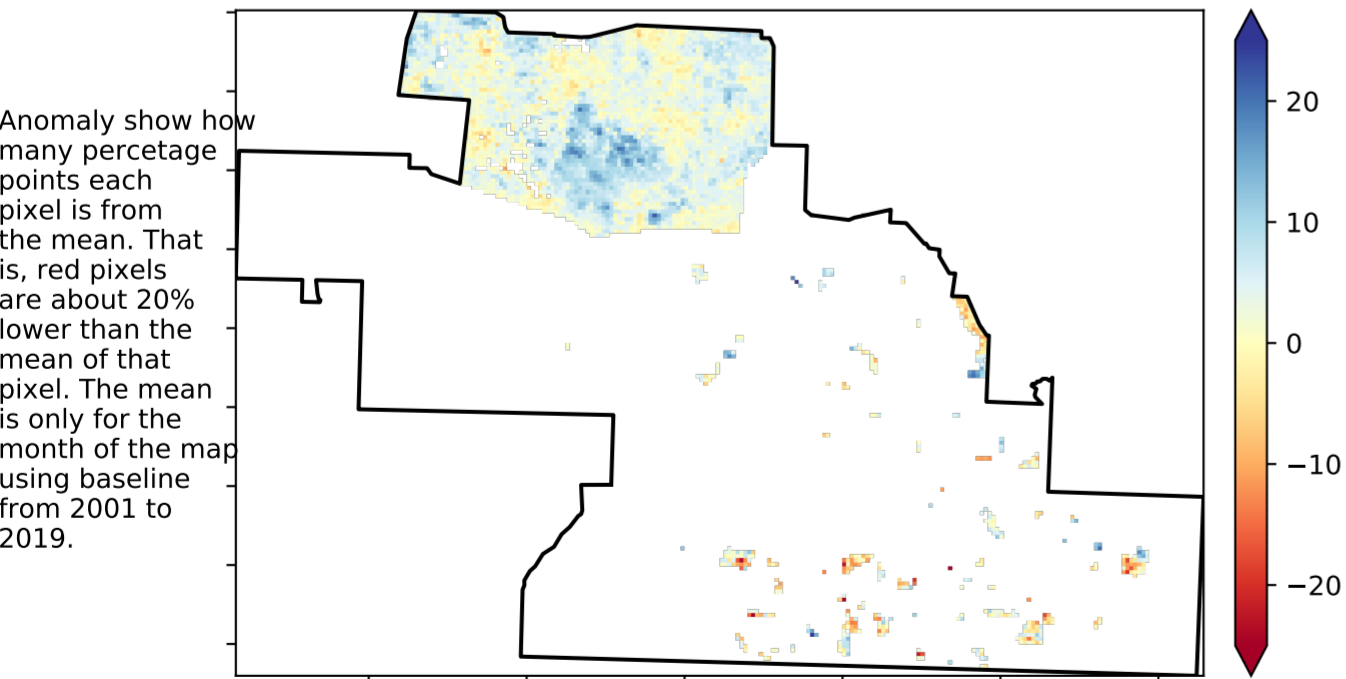 Anomaly show how
many percetage
points each
pixel is from
the mean. That
is, red pixels
are about 20%
lower than the
mean of that
pixel. The mean
is only for the
month of the map
using baseline
from 2001 to
2019.
20
10
0
−10
−20